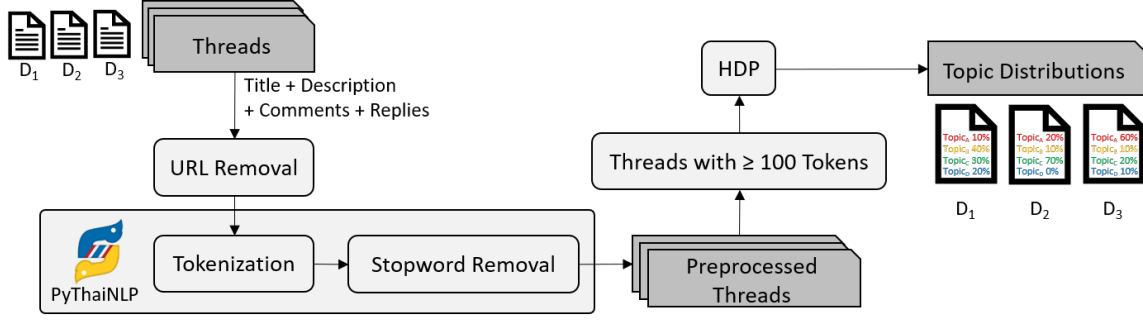 D1
D2
D3
Threads
Title + Description
+ Comments + Replies
URL Removal
PyThaiNLP
Tokenization
Stopword Removal
Preprocessed
Threads
Threads with ≥ 100 Tokens
HDP
Topic Distributions
TopicA 10%
TopicB 40%
TopicC 30%
TopicD 20%
D1
TopicA 20%
TopicB 10%
TopicC 70%
TopicD 0%
D2
TopicA 60%
TopicB 10%
TopicC 20%
TopicD 10%
D3